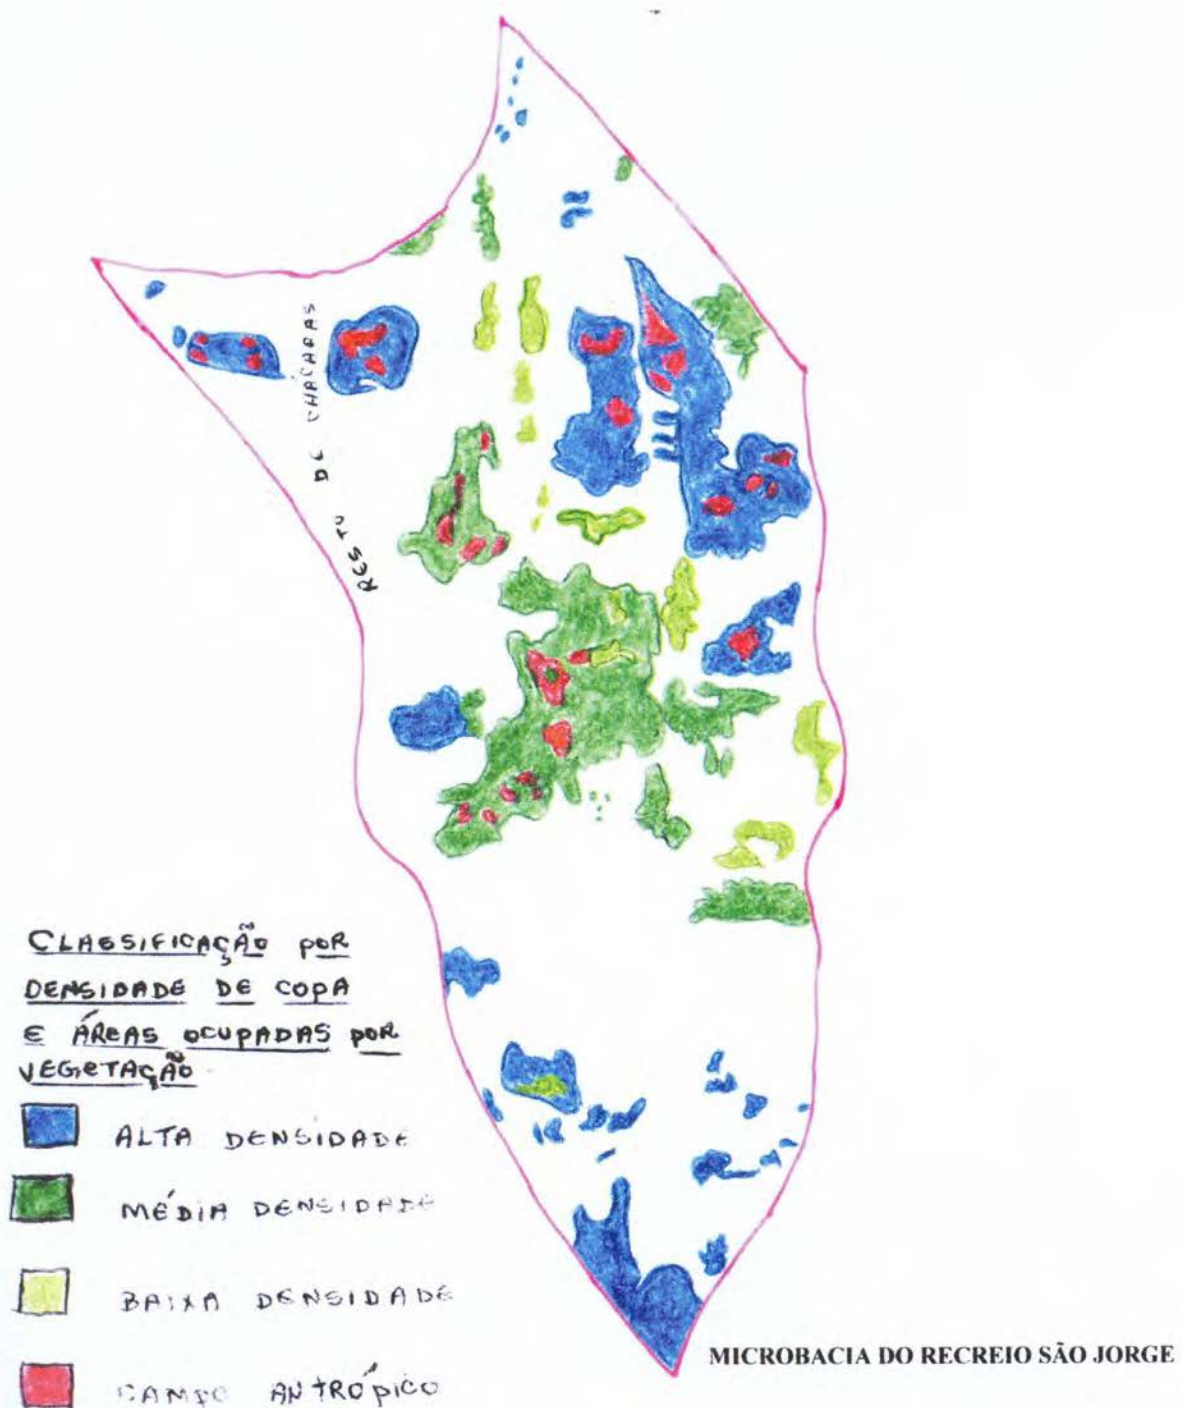 RESTO DE CHÁCARAS
CLASSIFICAÇÃO POR
DENSIDADE DE COPA
E ÁREAS OCUPADAS POR
VEGETAÇÃO
ALTA DENSIDADE
MÉDIA DENSIDADE
BAIXA DENSIDADE
CAMPO ANTRÓPICO
MICROBACIA DO RECREIO SÃO JORGE